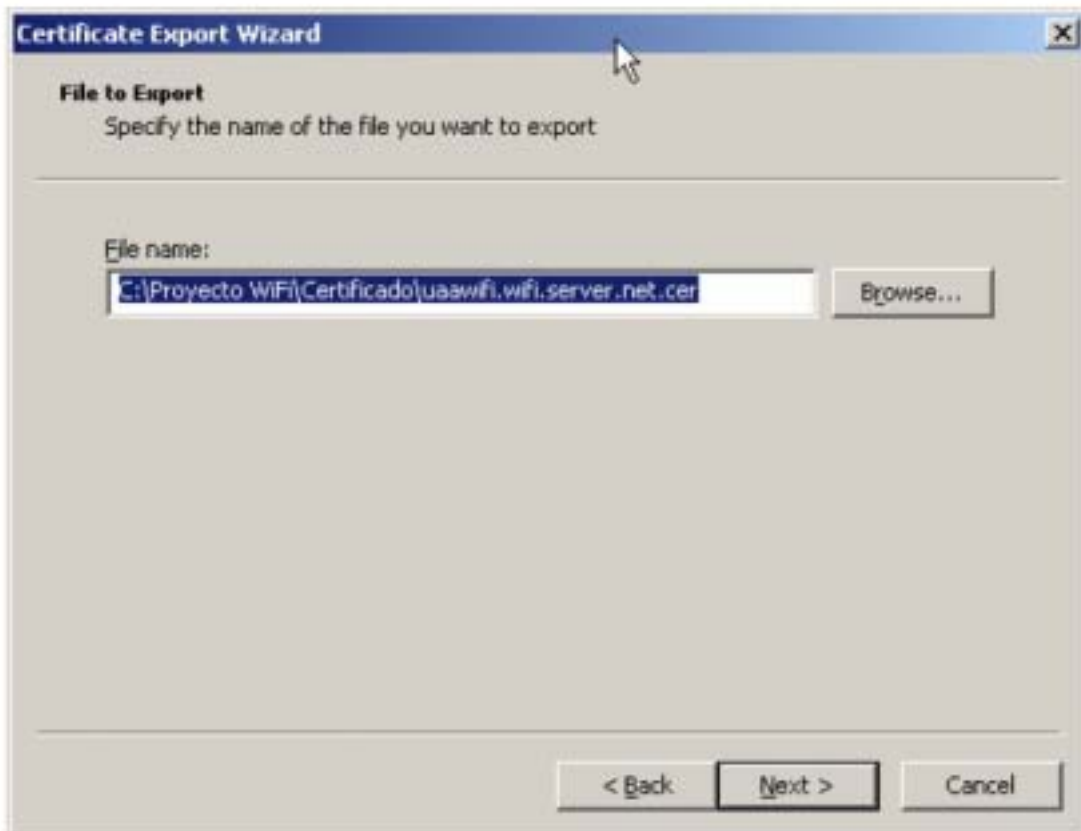 Certificate Export Wizard
File to Export
Specify the name of the file you want to export
File name:
C:\Proyecto WiFi\Certificado\uaawifi.wifi.server.net.cer
Browse...
< Back
Next >
Cancel